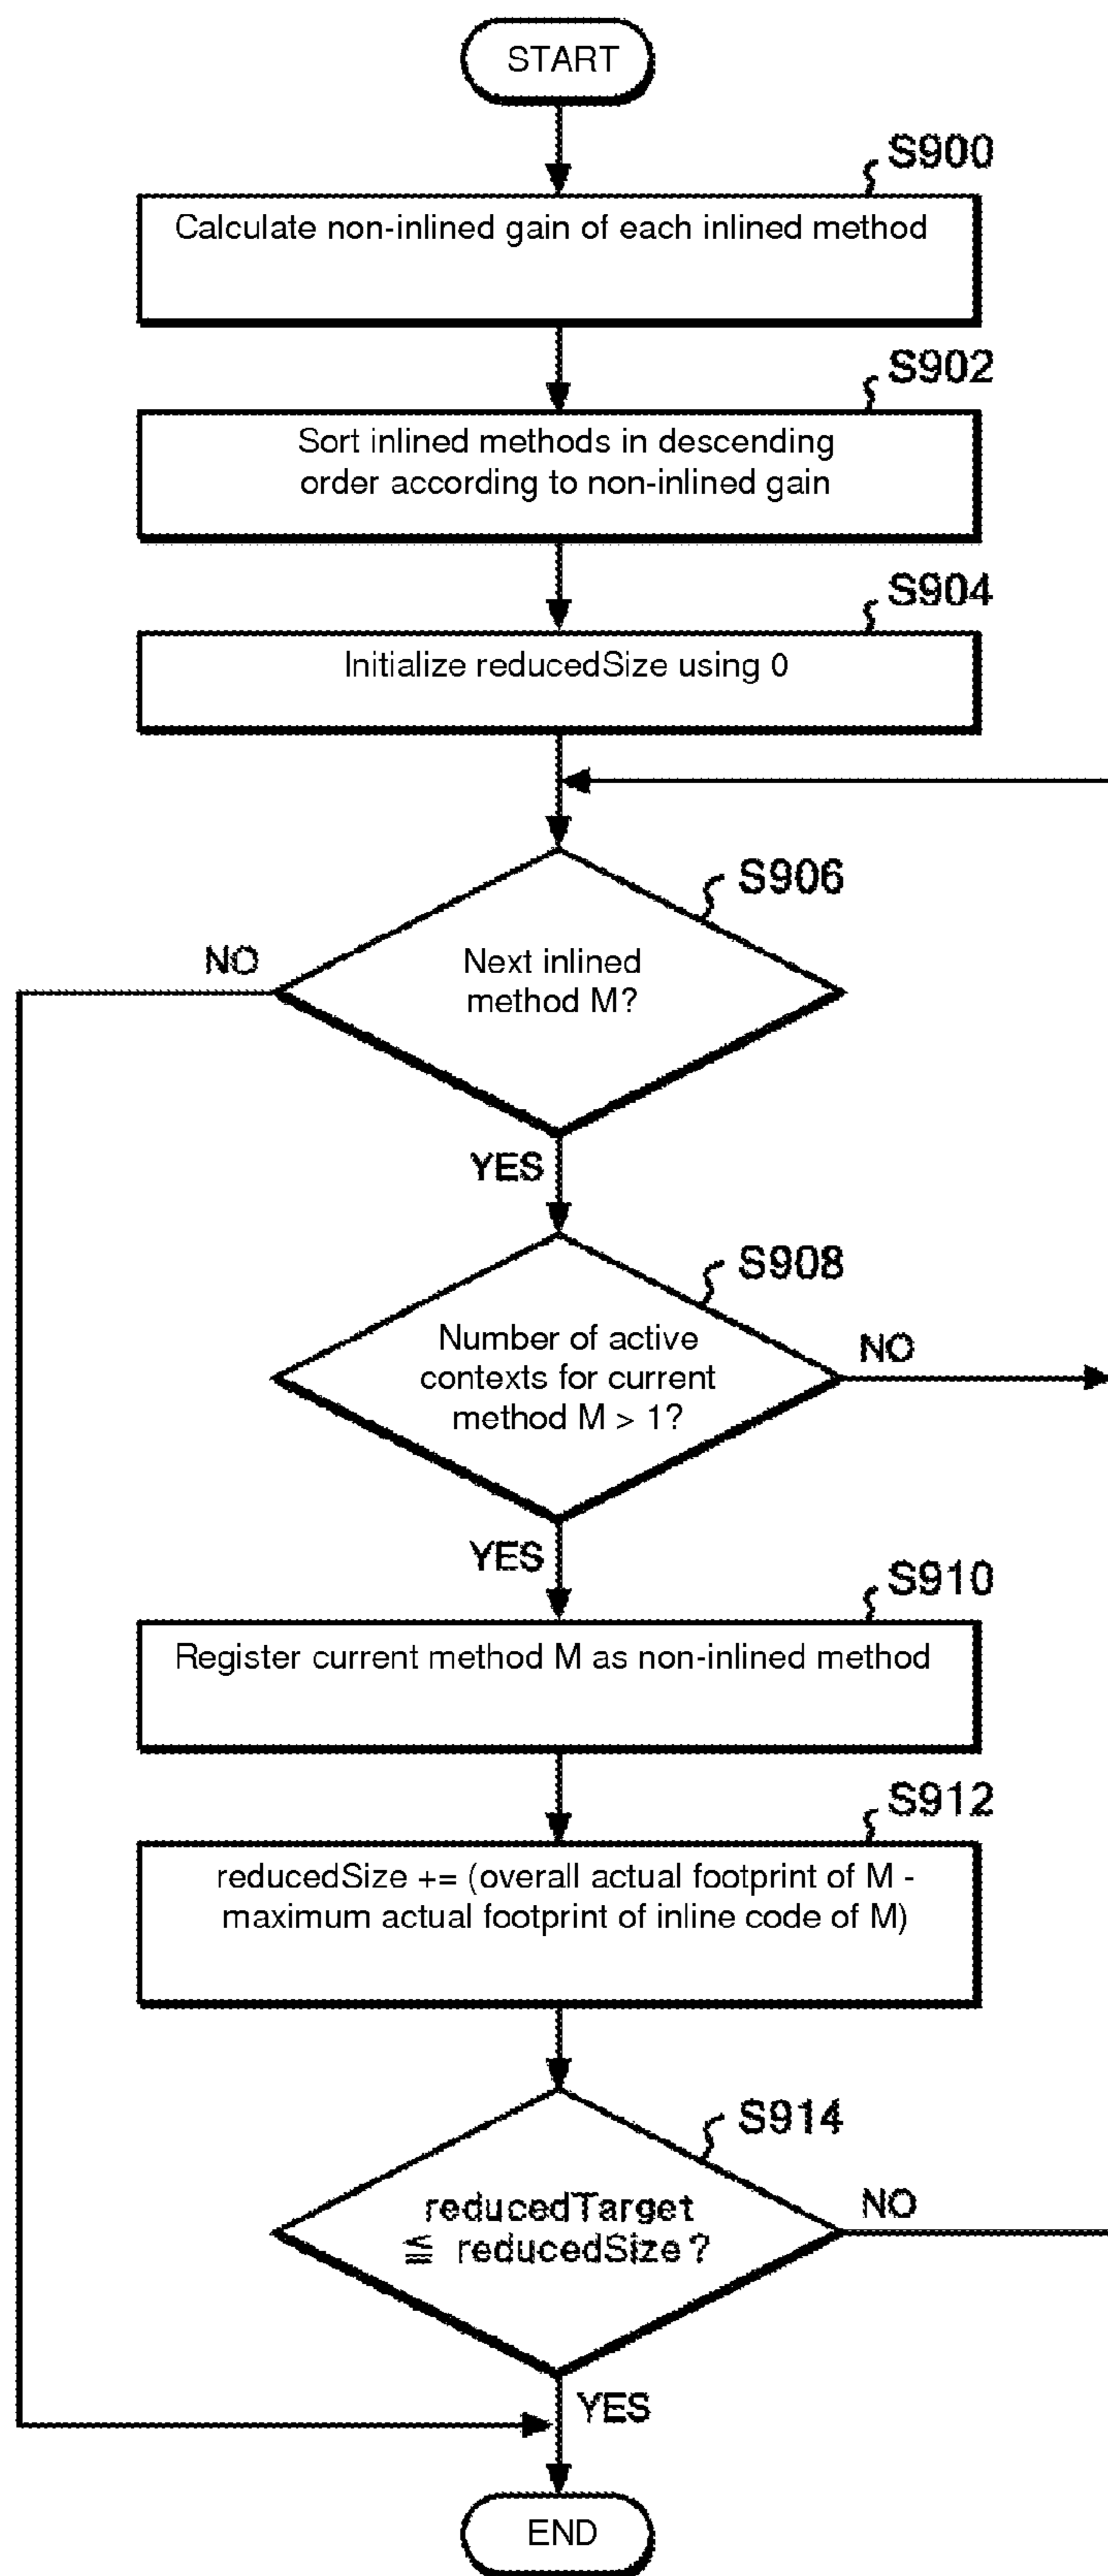 START
S900
Calculate non-inlined gain of each inlined method
S902
Sort inlined methods in descending
order according to non-inlined gain
S904
Initialize reducedSize using 0
S906
NO
Next inlined
method M?
YES
S908
Number of active
contexts for current
method M > 1?
NO
YES
S910
Register current method M as non-inlined method
S912
reducedSize += (overall actual footprint of M -
maximum actual footprint of inline code of M)
S914
reducedTarget
≦ reducedSize?
NO
YES
END